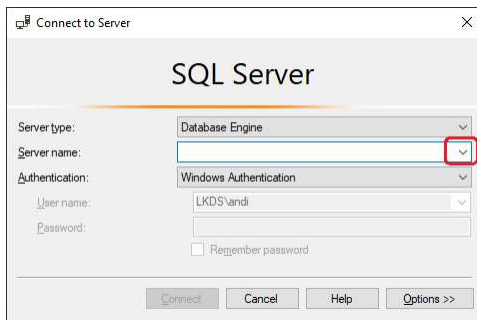 Connect to Server
SQL Server
Server type: Database Engine
Server name:
Authentication: Windows Authentication
User name: LKDS\andi
Password:
Remember password
Connect Cancel Help Options >>